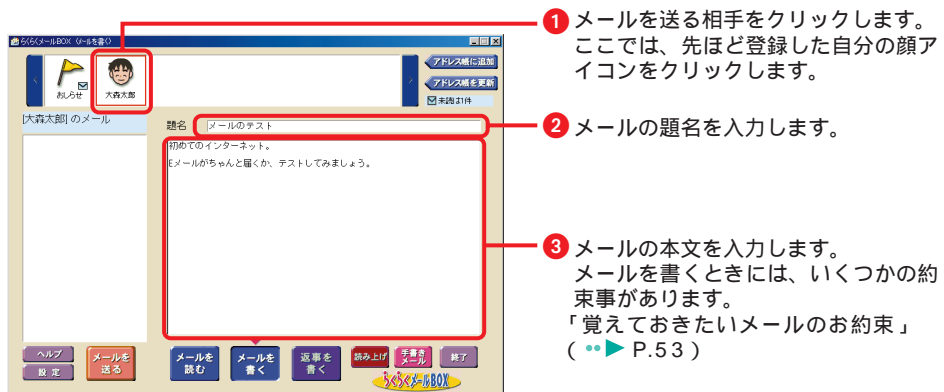 らくらくメールBOX (メールを書く)
アドレス帳に追加
アドレス帳を更新
未読は1件
おしらせ
大森太郎
[大森太郎] のメール
題名
メールのテスト
初めてのインターネット。
Eメールがちゃんと届くか、テストしてみましょう。
ヘルプ
設 定
メールを
送る
メールを
読む
メールを
書く
返事を
書く
読み上げ
手書き
メール
終了
らくらくメールBOX
1 メールを送る相手をクリックします。
ここでは、先ほど登録した自分の顔ア
イコンをクリックします。
2 メールの題名を入力します。
3 メールの本文を入力します。
メールを書くときには、いくつかの約
束事があります。
「覚えておきたいメールのお約束」
( P.53 )